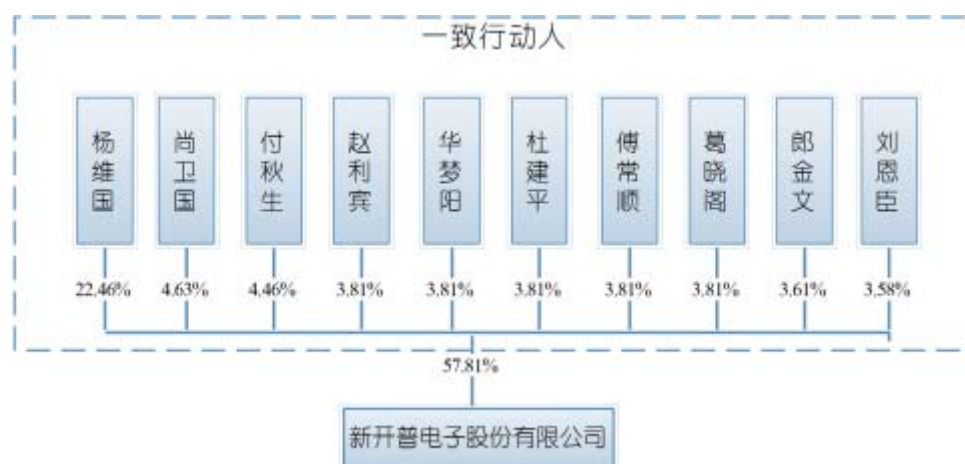 一致行动人
杨维国
尚卫国
付秋生
赵利宾
华梦阳
杜建平
傅常顺
葛晓阁
郎金文
刘恩臣
22.46%
4.63%
4.46%
3.81%
3.81%
3.81%
3.81%
3.81%
3.61%
3.58%
57.81%
新开普电子股份有限公司